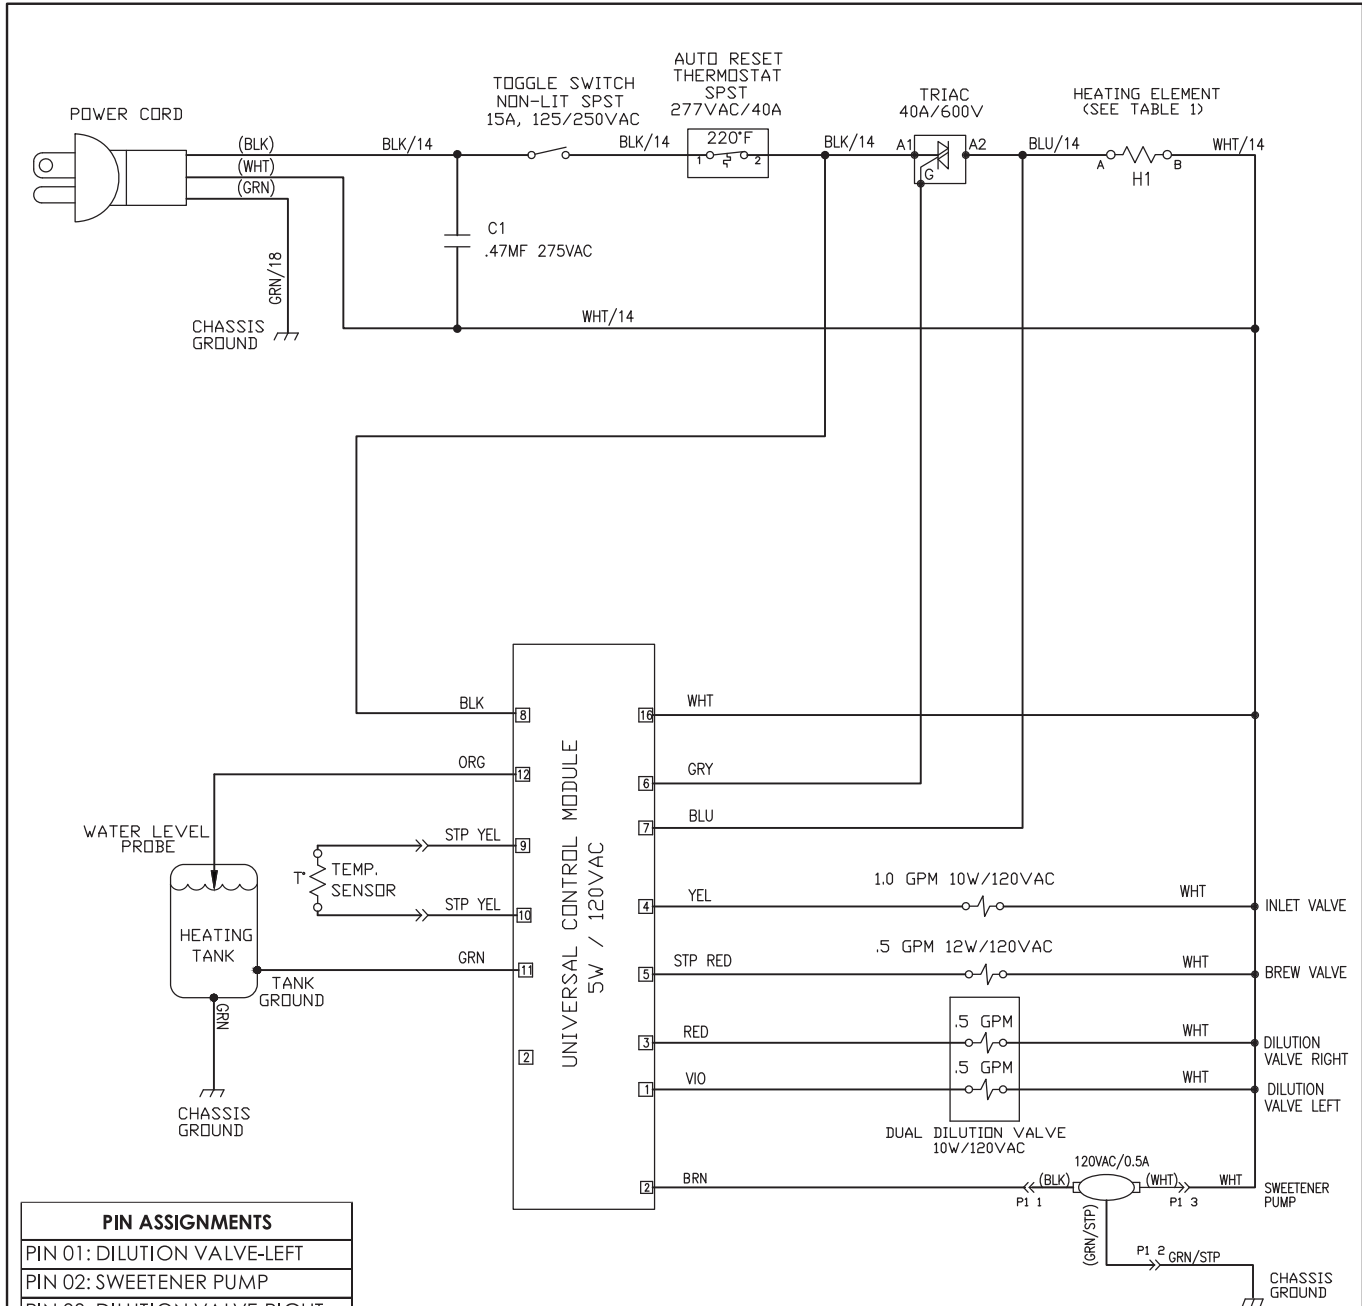 POWER CORD
(BLK)
(WHT)
(GRN)
BLK/14
TOGGLE SWITCH
NON-LIT SPST
15A, 125/250VAC
BLK/14
AUTO RESET
THERMOSTAT
SPST
277VAC/40A
220°F
1
2
BLK/14
TRIAC
40A/600V
A1
A2
G
BLU/14
HEATING ELEMENT
(SEE TABLE 1)
A
B
H1
WHT/14
C1
.47MF 275VAC
GRN/18
CHASSIS
GROUND
WHT/14
UNIVERSAL CONTROL MODULE
5W / 120VAC
BLK
8
ORG
12
WATER LEVEL
PROBE
HEATING
TANK
T°
TEMP.
SENSOR
STP YEL
9
STP YEL
10
GRN
11
TANK
GROUND
GRN
2
CHASSIS
GROUND
16
WHT
6
GRY
7
BLU
4
YEL
1.0 GPM 10W/120VAC
WHT
INLET VALVE
5
STP RED
.5 GPM 12W/120VAC
WHT
BREW VALVE
3
RED
.5 GPM
WHT
DILUTION
VALVE RIGHT
1
VIO
.5 GPM
WHT
DILUTION
VALVE LEFT
DUAL DILUTION VALVE
10W/120VAC
2
BRN
P1 1
(BLK)
120VAC/0.5A
(WHT)
P1 3
WHT
SWEETENER
PUMP
(GRN/STP)
P1 2
GRN/STP
CHASSIS
GROUND
PIN ASSIGNMENTS
PIN 01: DILUTION VALVE-LEFT
PIN 02: SWEETENER PUMP
PIN 03: DILUTION VALVE-RIGHT